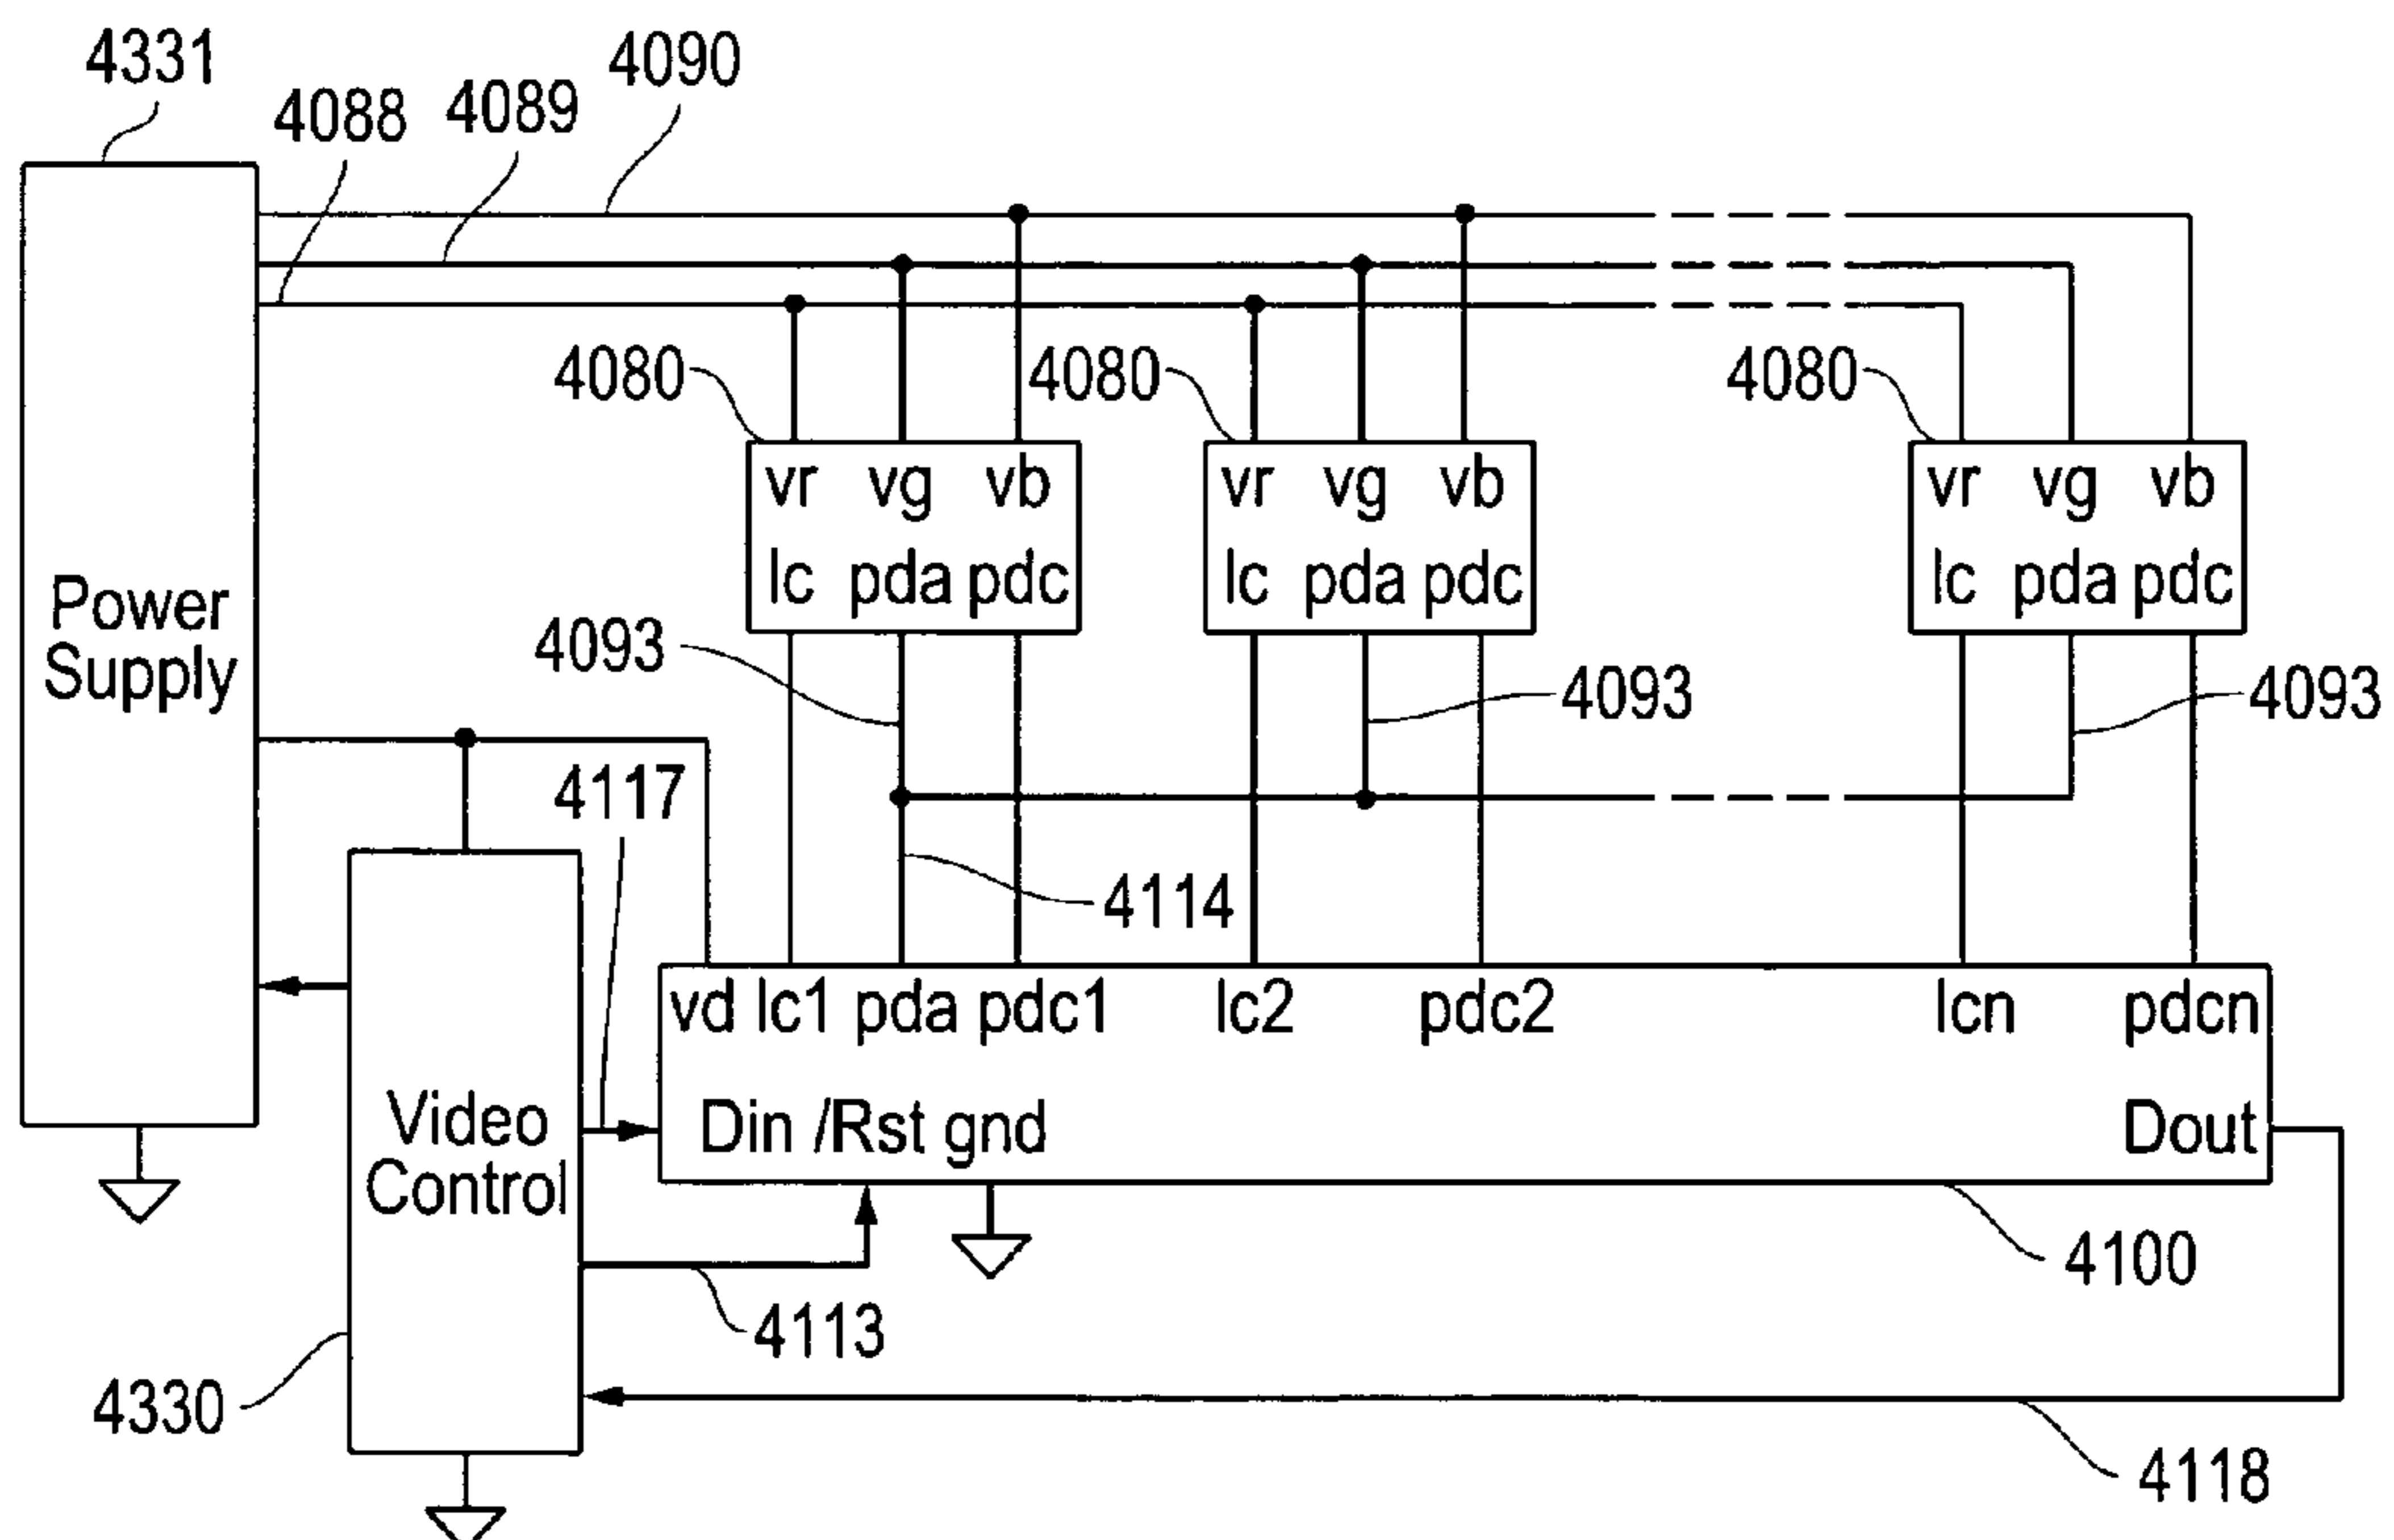 4331
4088
4089
4090
4080
4080
4080
vr vg vb
lc pda pdc
vr vg vb
lc pda pdc
vr vg vb
lc pda pdc
Power
Supply
4093
4093
4093
4117
4114
vd lc1 pda pdc1 lc2 pdc2 lcn pdcn
Din /Rst gnd Dout
Video
Control
4100
4113
4330
4118